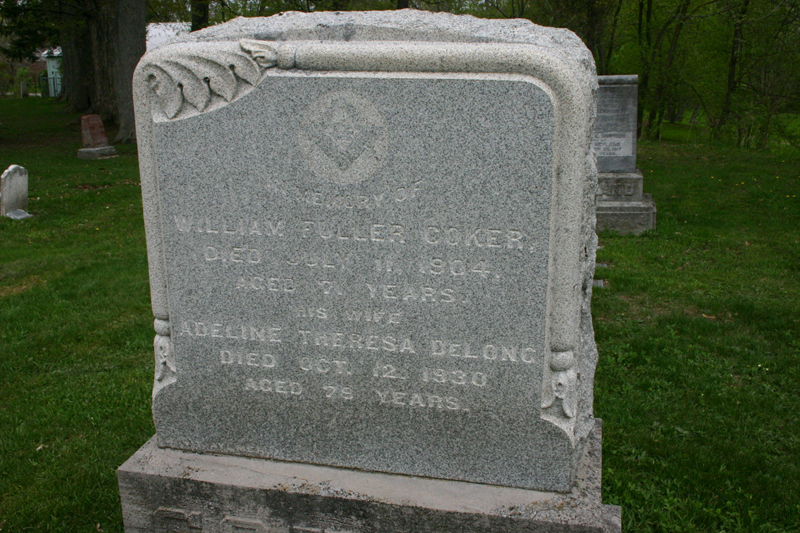 MEMORY OF
WILLIAM FULLER COKER.
DIED JULY 11, 1904.
AGED YEARS.
HIS WIFE
ADELINE THERESA DELONG
DIED OCT. 12, 1930
AGED YEARS.